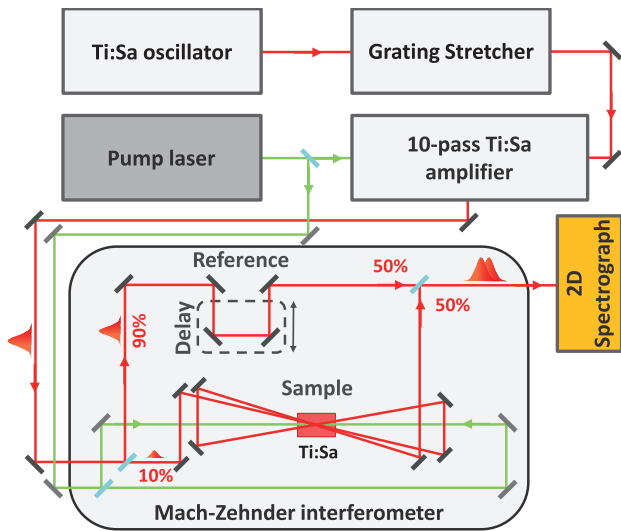 Ti:Sa oscillator
Grating Stretcher
Pump laser
10-pass Ti:Sa
amplifier
Reference
50%
50%
2D
Spectrograph
Delay
90%
Sample
Ti:Sa
10%
Mach-Zehnder interferometer